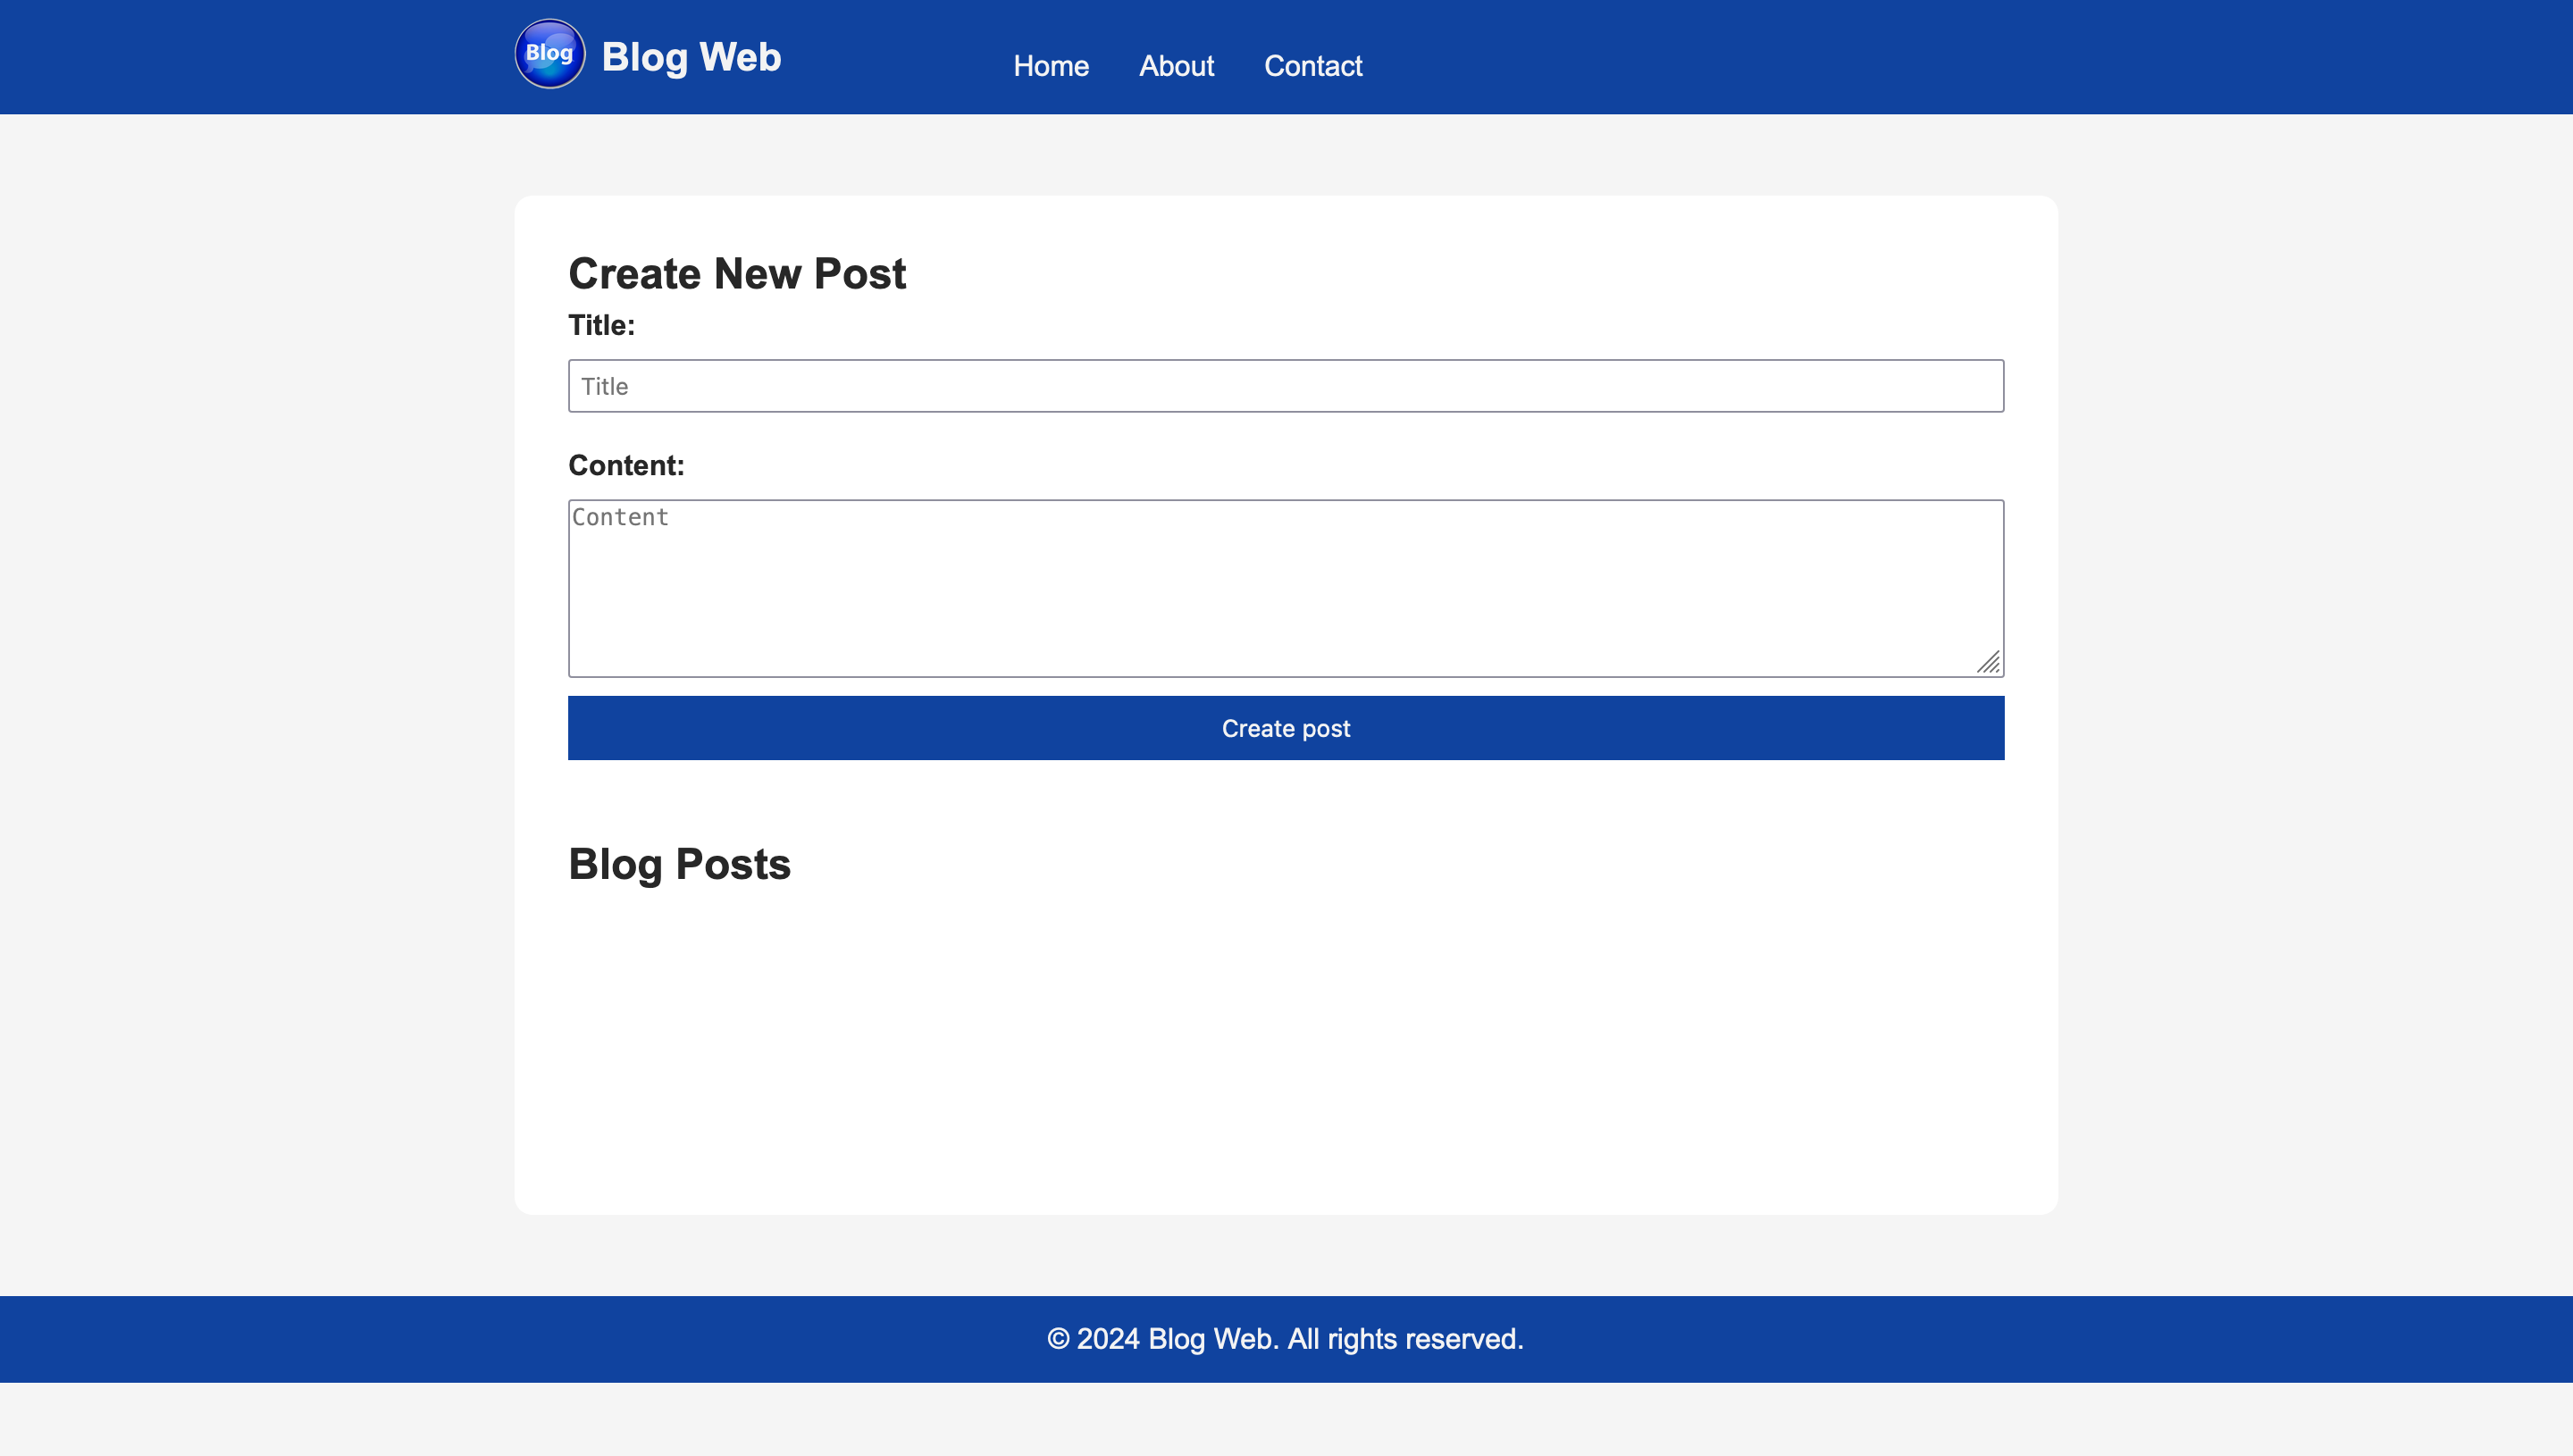 Blog
Blog Web
Home About Contact
Create New Post
Title:
Title
Content:
Content
Create post
Blog Posts
© 2024 Blog Web. All rights reserved.